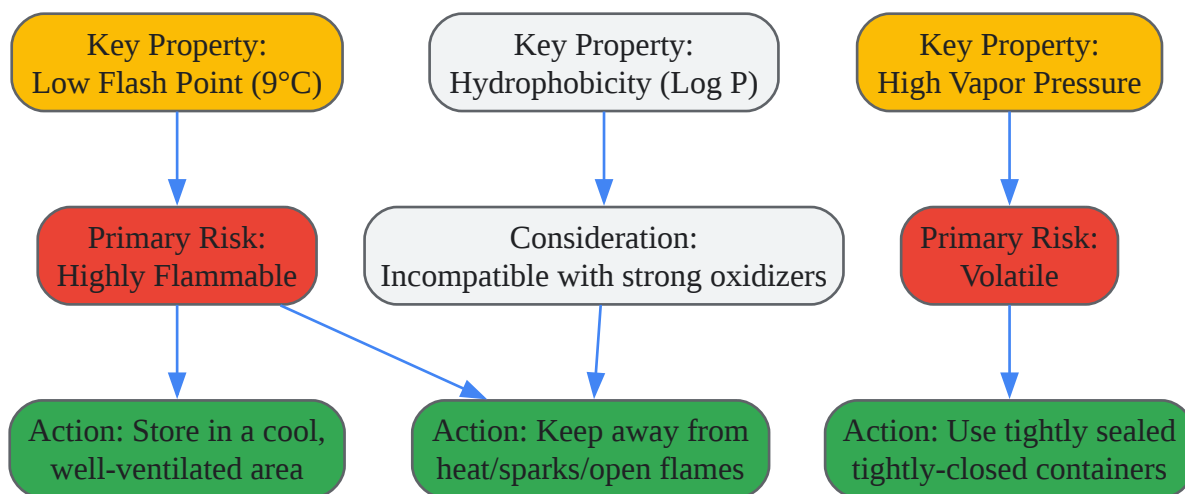 Key Property:
Low Flash Point (9°C)
Key Property:
Hydrophobicity (Log P)
Key Property:
High Vapor Pressure
Primary Risk:
Highly Flammable
Consideration:
Incompatible with strong oxidizers
Primary Risk:
Volatile
Action: Store in a cool,
well-ventilated area
Action: Keep away from
heat/sparks/open flames
Action: Use tightly sealed
tightly-closed containers